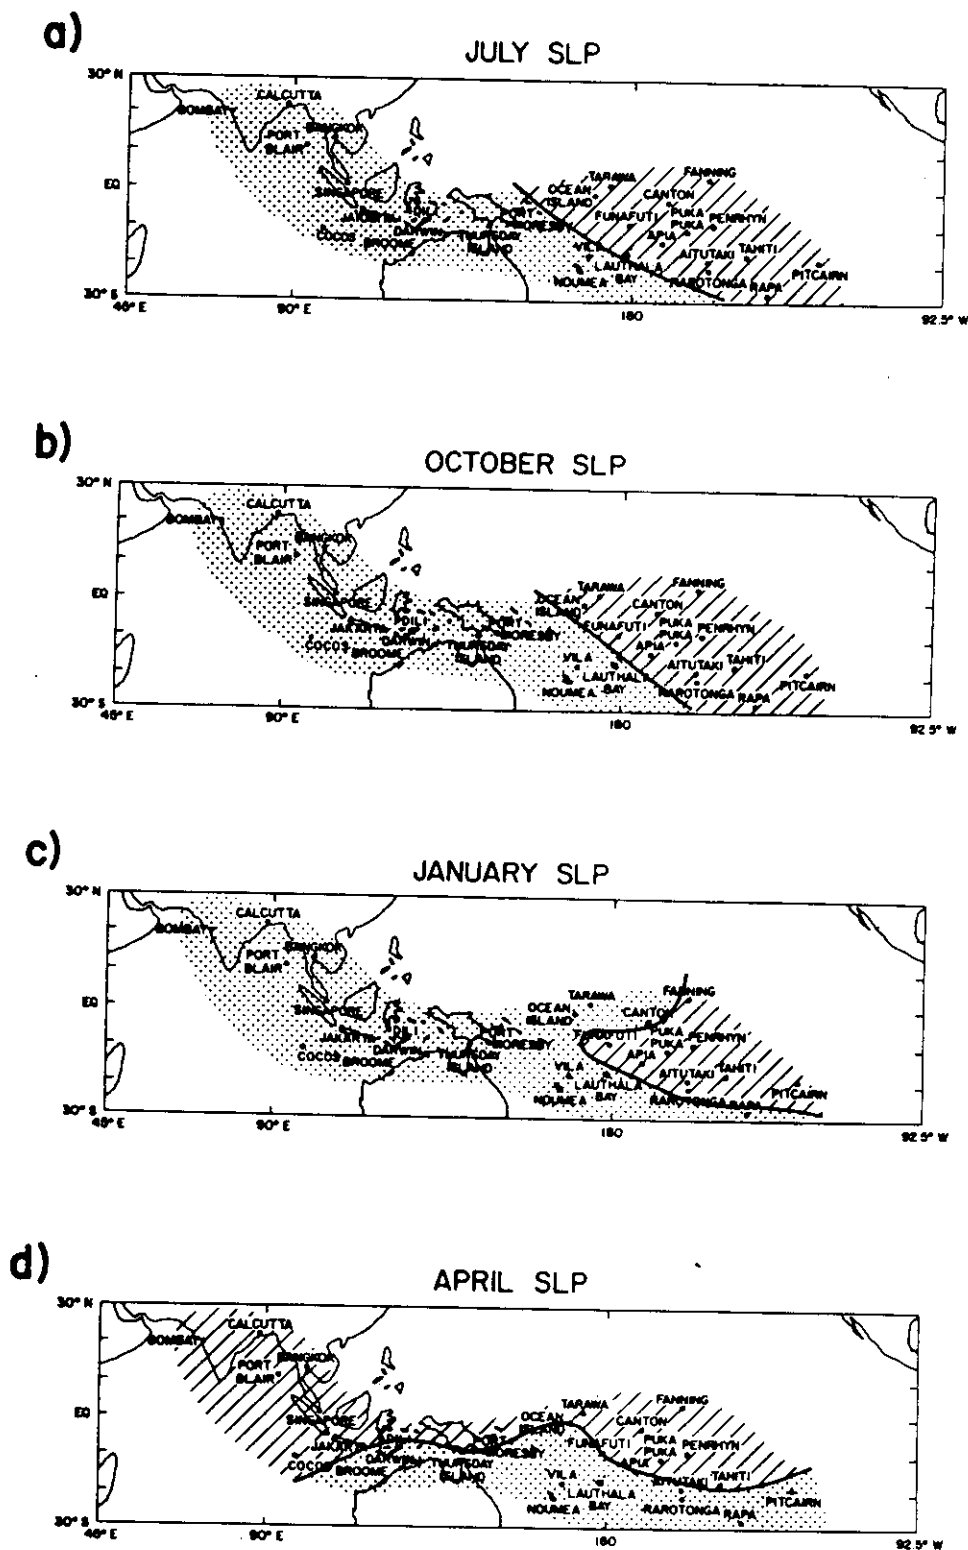 a)
JULY SLP
30° N
CALCUTTA
BOMBAY
PORT BLAIR
BANGKOK
EQ
SINGAPORE
JAKARTA
DILI
COCOS
BROOME
DARWIN
THURSDAY ISLAND
PORT MORESBY
OCEAN ISLAND
TARAWA
CANTON
FANNING
FUNAFUTI
PUKA PUKA
PENRHYN
APIA
VILA
LAUTHALA BAY
NOUMEA
AITUTAKI
TAHITI
RAROTONGA
RAPA
PITCAIRN
30° S
46° E
90° E
180
92.5° W
b)
OCTOBER SLP
30° N
CALCUTTA
BOMBAY
PORT BLAIR
BANGKOK
EQ
SINGAPORE
JAKARTA
DILI
COCOS
BROOME
DARWIN
THURSDAY ISLAND
PORT MORESBY
OCEAN ISLAND
TARAWA
CANTON
FANNING
FUNAFUTI
PUKA PUKA
PENRHYN
APIA
VILA
LAUTHALA BAY
NOUMEA
AITUTAKI
TAHITI
RAROTONGA
RAPA
PITCAIRN
30° S
46° E
90° E
180
92.5° W
c)
JANUARY SLP
30° N
CALCUTTA
BOMBAY
PORT BLAIR
BANGKOK
EQ
SINGAPORE
JAKARTA
DILI
COCOS
BROOME
DARWIN
THURSDAY ISLAND
PORT MORESBY
OCEAN ISLAND
TARAWA
CANTON
FANNING
FUNAFUTI
PUKA PUKA
PENRHYN
APIA
VILA
LAUTHALA BAY
NOUMEA
AITUTAKI
TAHITI
RAROTONGA
RAPA
PITCAIRN
30° S
46° E
90° E
180
92.5° W
d)
APRIL SLP
30° N
CALCUTTA
BOMBAY
PORT BLAIR
BANGKOK
EQ
SINGAPORE
JAKARTA
DILI
COCOS
BROOME
DARWIN
THURSDAY ISLAND
PORT MORESBY
OCEAN ISLAND
TARAWA
CANTON
FANNING
FUNAFUTI
PUKA PUKA
PENRHYN
APIA
VILA
LAUTHALA BAY
NOUMEA
AITUTAKI
TAHITI
RAROTONGA
RAPA
PITCAIRN
30° S
46° E
90° E
180
92.5° W